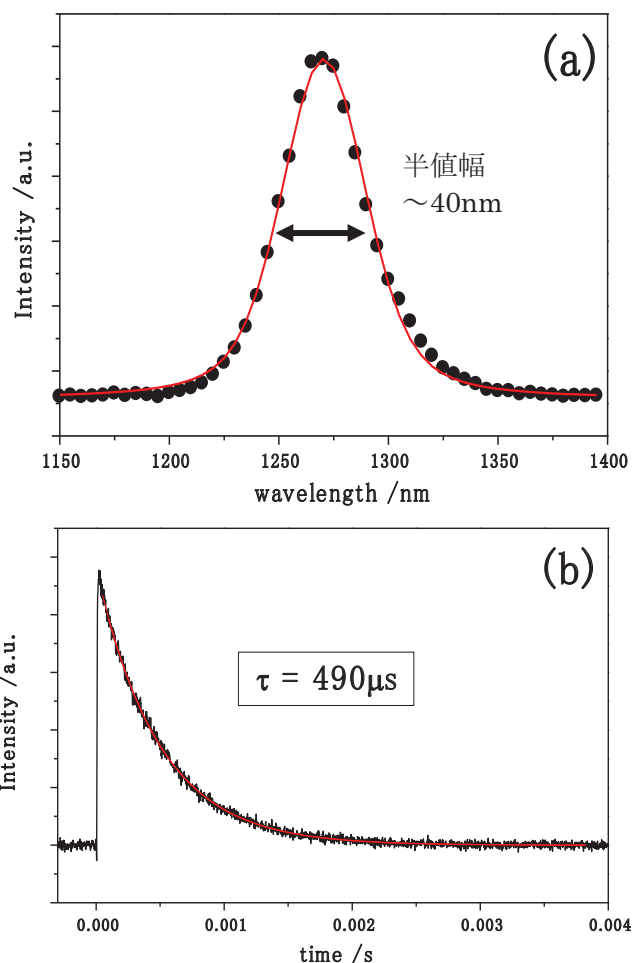 (a)
半値幅
～40nm
Intensity /a.u.
1150 1200 1250 1300 1350 1400
wavelength /nm
(b)
τ = 490μs
Intensity /a.u.
0.000 0.001 0.002 0.003 0.004
time /s